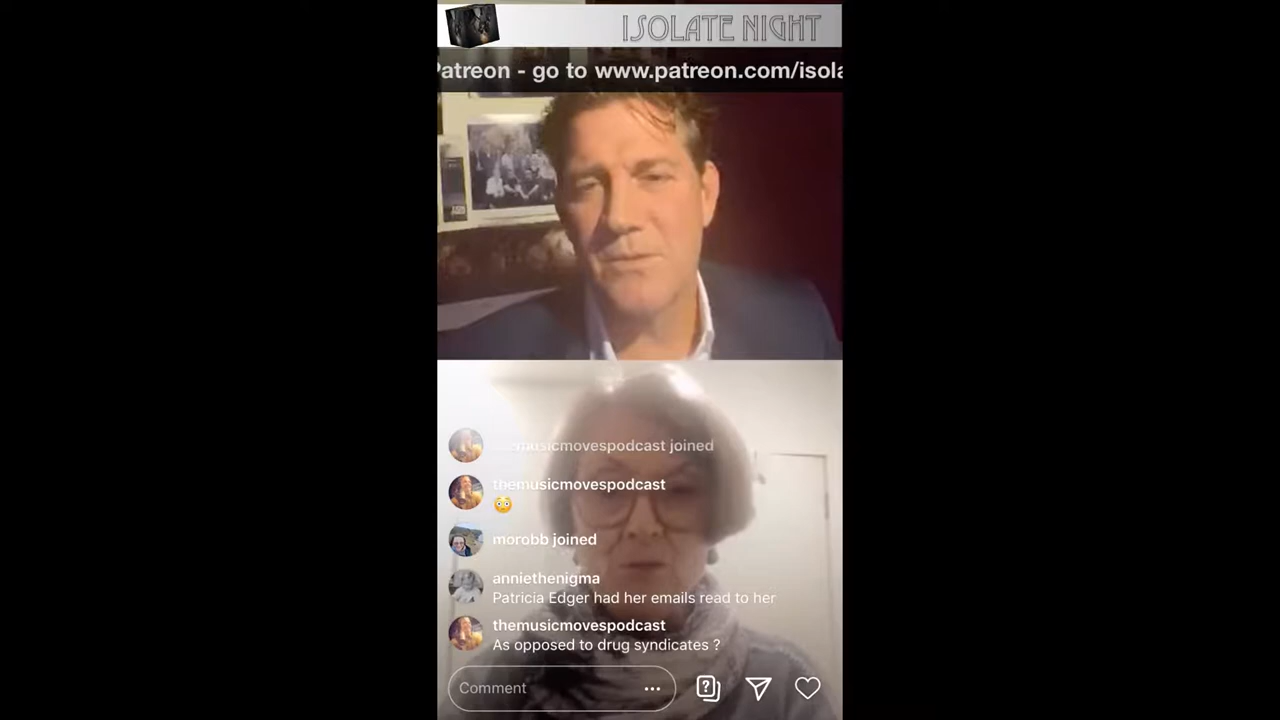 ISOLATE NIGHT
Patreon - go to www.patreon.com/isola
themusicmovespodcast joined
themusicmovespodcast
😳
morobb joined
anniethenigma
Patricia Edger had her emails read to her
themusicmovespodcast
As opposed to drug syndicates ?
Comment